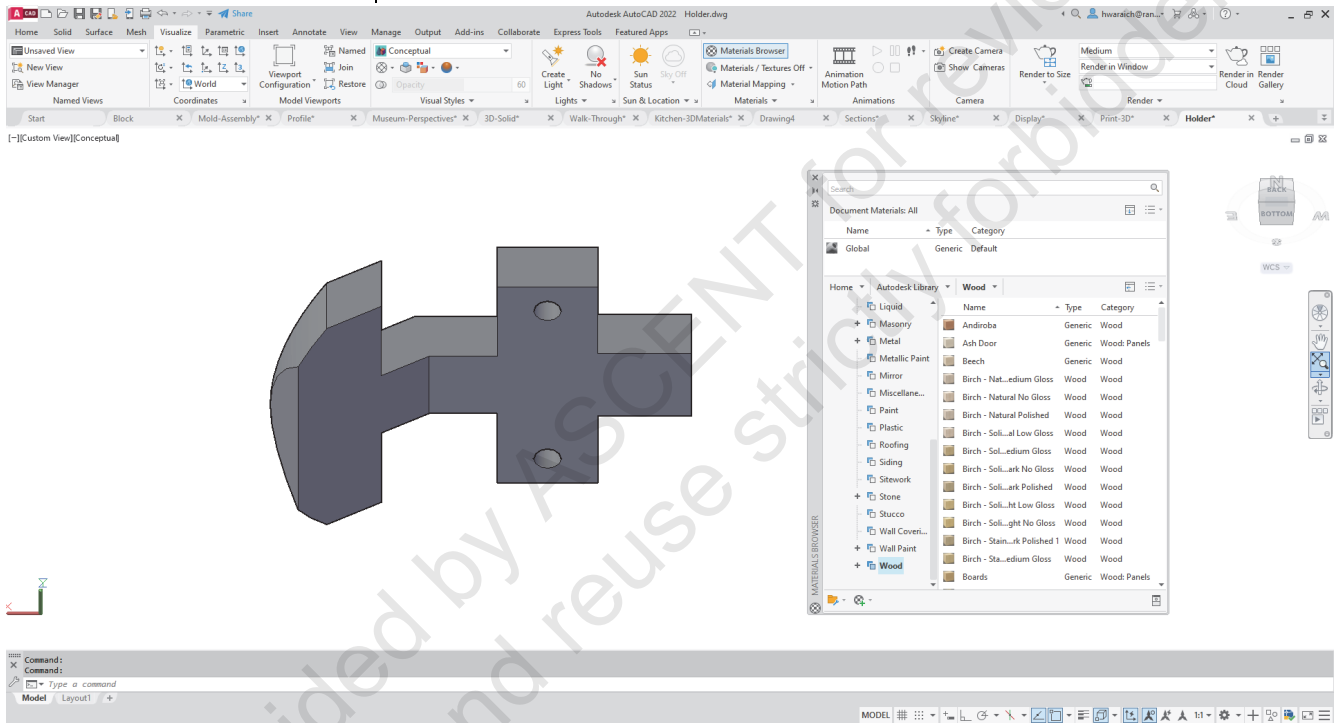 A CAD Share Autodesk AutoCAD 2022 Holder.dwg hwaraich@ran...
Home Solid Surface Mesh Visualize Parametric Insert Annotate View Manage Output Add-ins Collaborate Express Tools Featured Apps
Unsaved View
New View
View Manager
Named Views
World
Coordinates
Viewport
Configuration
Named
Join
Restore
Model Viewports
Conceptual
Opacity 60
Visual Styles
Create
Light
No
Shadows
Lights
Sun
Status
Sky Off
Sun & Location
Materials Browser
Materials / Textures Off
Material Mapping
Materials
Animation
Motion Path
Animations
Create Camera
Show Cameras
Camera
Render to Size
Medium
Render in Window
Render
Render in
Cloud
Render
Gallery
Start Block Mold-Assembly* Profile* Museum-Perspectives* 3D-Solid* Walk-Through* Kitchen-3DMaterials* Drawing4 Sections* Skyline* Display* Print-3D* Holder*
[−][Custom View][Conceptual]
BACK
BOTTOM
WCS
Search
Document Materials: All
Name Type Category
Global Generic Default
Home Autodesk Library Wood
Liquid
Masonry
Metal
Metallic Paint
Mirror
Miscellane...
Paint
Plastic
Roofing
Siding
Sitework
Stone
Stucco
Wall Coveri...
Wall Paint
Wood
Name Type Category
Andiroba Generic Wood
Ash Door Generic Wood: Panels
Beech Generic Wood
Birch - Nat...edium Gloss Wood Wood
Birch - Natural No Gloss Wood Wood
Birch - Natural Polished Wood Wood
Birch - Soli...al Low Gloss Wood Wood
Birch - Sol...edium Gloss Wood Wood
Birch - Soli...ark No Gloss Wood Wood
Birch - Soli...ark Polished Wood Wood
Birch - Soli...ht Low Gloss Wood Wood
Birch - Soli...ght No Gloss Wood Wood
Birch - Stain...rk Polished 1 Wood Wood
Birch - Sta...edium Gloss Wood Wood
Boards Generic Wood: Panels
MATERIALS BROWSER
Z
Command:
Command:
Type a command
Model Layout1 +
MODEL 1:1
ided by ASCENT for revie
nd reuse strictly forbidden